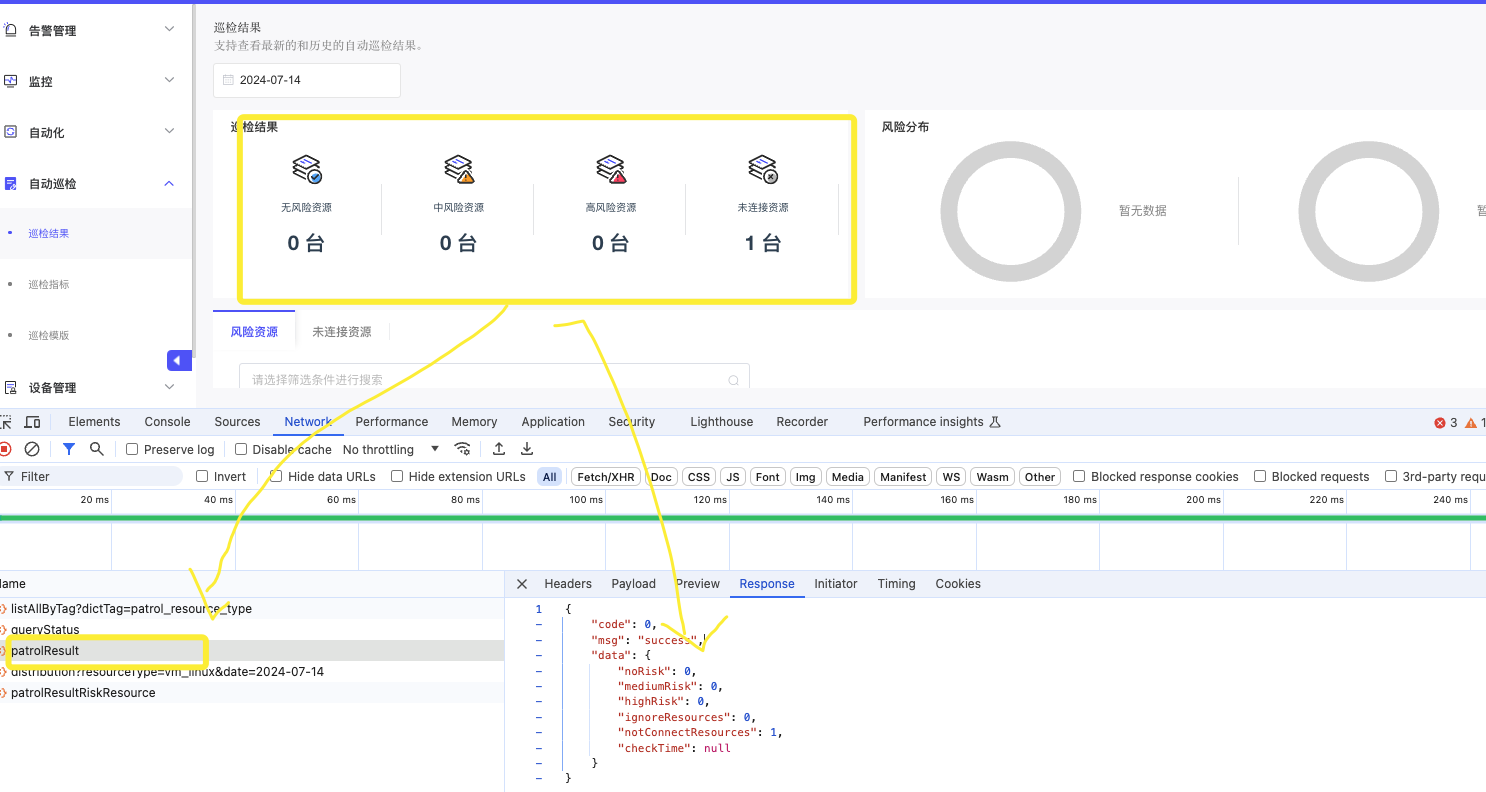 告警管理
监控
自动化
自动巡检
巡检结果
巡检指标
巡检模版
设备管理
巡检结果
支持查看最新的和历史的自动巡检结果。
2024-07-14
巡检结果
无风险资源
0 台
中风险资源
0 台
高风险资源
0 台
未连接资源
1 台
风险分布
暂无数据
暂
风险资源 未连接资源
请选择筛选条件进行搜索
Elements Console Sources Network Performance Memory Application Security Lighthouse Recorder Performance insights 3 1
Preserve log Disable cache No throttling
Filter Invert Hide data URLs Hide extension URLs All Fetch/XHR Doc CSS JS Font Img Media Manifest WS Wasm Other Blocked response cookies Blocked requests 3rd-party requ
20 ms 40 ms 60 ms 80 ms 100 ms 120 ms 140 ms 160 ms 180 ms 200 ms 220 ms 240 ms
lame
listAllByTag?dictTag=patrol_resource_type
queryStatus
patrolResult
distribution?resourceType=vm_linux&date=2024-07-14
patrolResultRiskResource
Headers Payload Preview Response Initiator Timing Cookies
1 {
– "code": 0,
– "msg": "success",
– "data": {
– "noRisk": 0,
– "mediumRisk": 0,
– "highRisk": 0,
– "ignoreResources": 0,
– "notConnectResources": 1,
– "checkTime": null
– }
– }